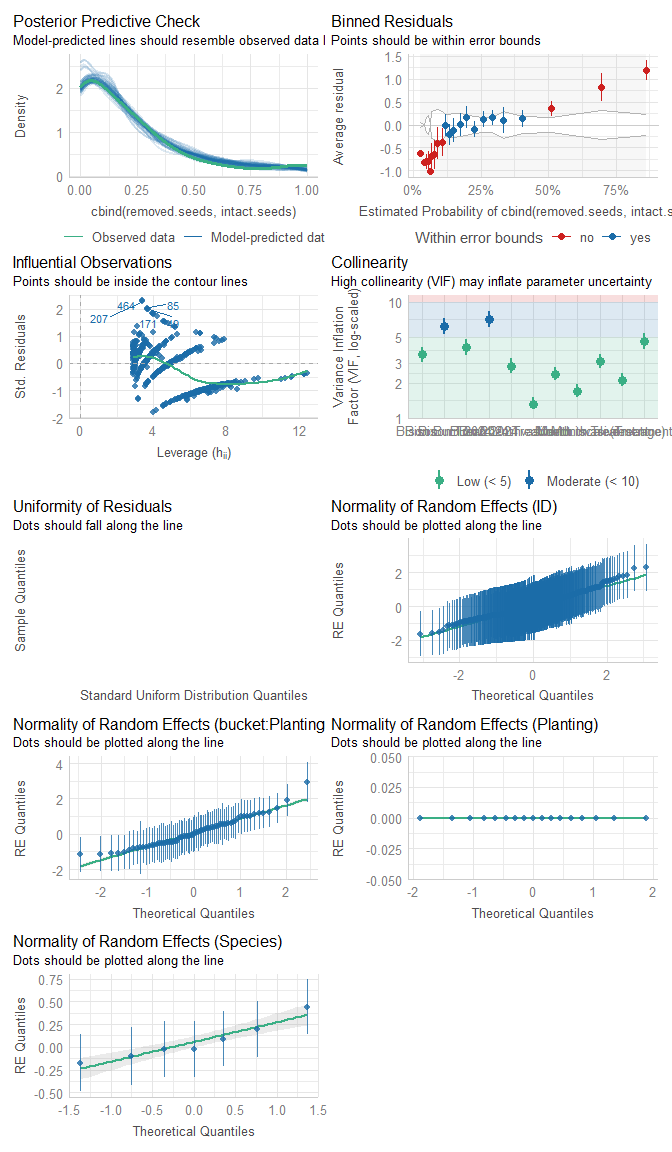 Posterior Predictive Check
Model-predicted lines should resemble observed data l
Density
2
1
0
0.00 0.25 0.50 0.75 1.00
cbind(removed.seeds, intact.seeds)
Observed data Model-predicted dat
Binned Residuals
Points should be within error bounds
Average residual
1.5
1.0
0.5
0.0
-0.5
-1.0
0% 25% 50% 75%
Estimated Probability of cbind(removed.seeds, intact.s
Within error bounds no yes
Influential Observations
Points should be inside the contour lines
Std. Residuals
2
1
0
-1
-2
464 85
207
171
0 4 8 12
Leverage (hii)
Collinearity
High collinearity (VIF) may inflate parameter uncertainty
Variance Inflation
Factor (VIF, log-scaled)
10
5
3
2
1
Low (< 5) Moderate (< 10)
Uniformity of Residuals
Dots should fall along the line
Sample Quantiles
Standard Uniform Distribution Quantiles
Normality of Random Effects (ID)
Dots should be plotted along the line
RE Quantiles
2
0
-2
-2 0 2
Theoretical Quantiles
Normality of Random Effects (bucket:Planting
Dots should be plotted along the line
RE Quantiles
4
2
0
-2
-2 -1 0 1 2
Theoretical Quantiles
Normality of Random Effects (Planting)
Dots should be plotted along the line
RE Quantiles
0.050
0.025
0.000
-0.025
-0.050
-2 -1 0 1 2
Theoretical Quantiles
Normality of Random Effects (Species)
Dots should be plotted along the line
RE Quantiles
0.75
0.50
0.25
0.00
-0.25
-0.50
-1.5 -1.0 -0.5 0.0 0.5 1.0 1.5
Theoretical Quantiles